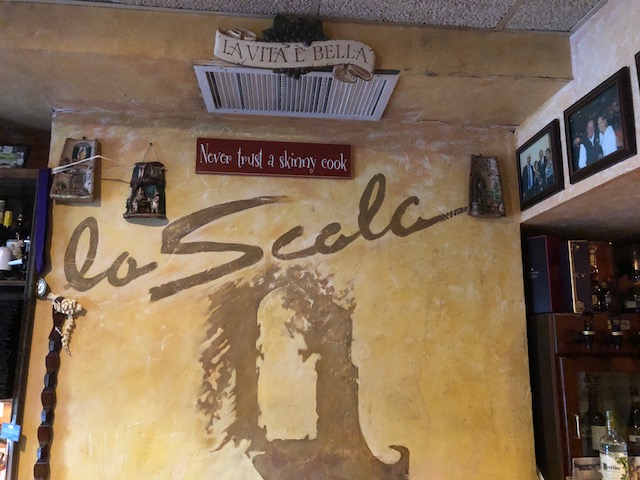 LA VITA E' BELLA
Never trust a skinny cook
la Scala